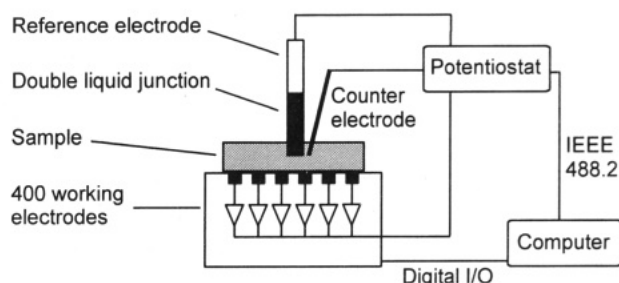 Reference electrode
Double liquid junction
Sample
400 working
electrodes
Counter
electrode
Potentiostat
IEEE
488.2
Computer
Digital I/O